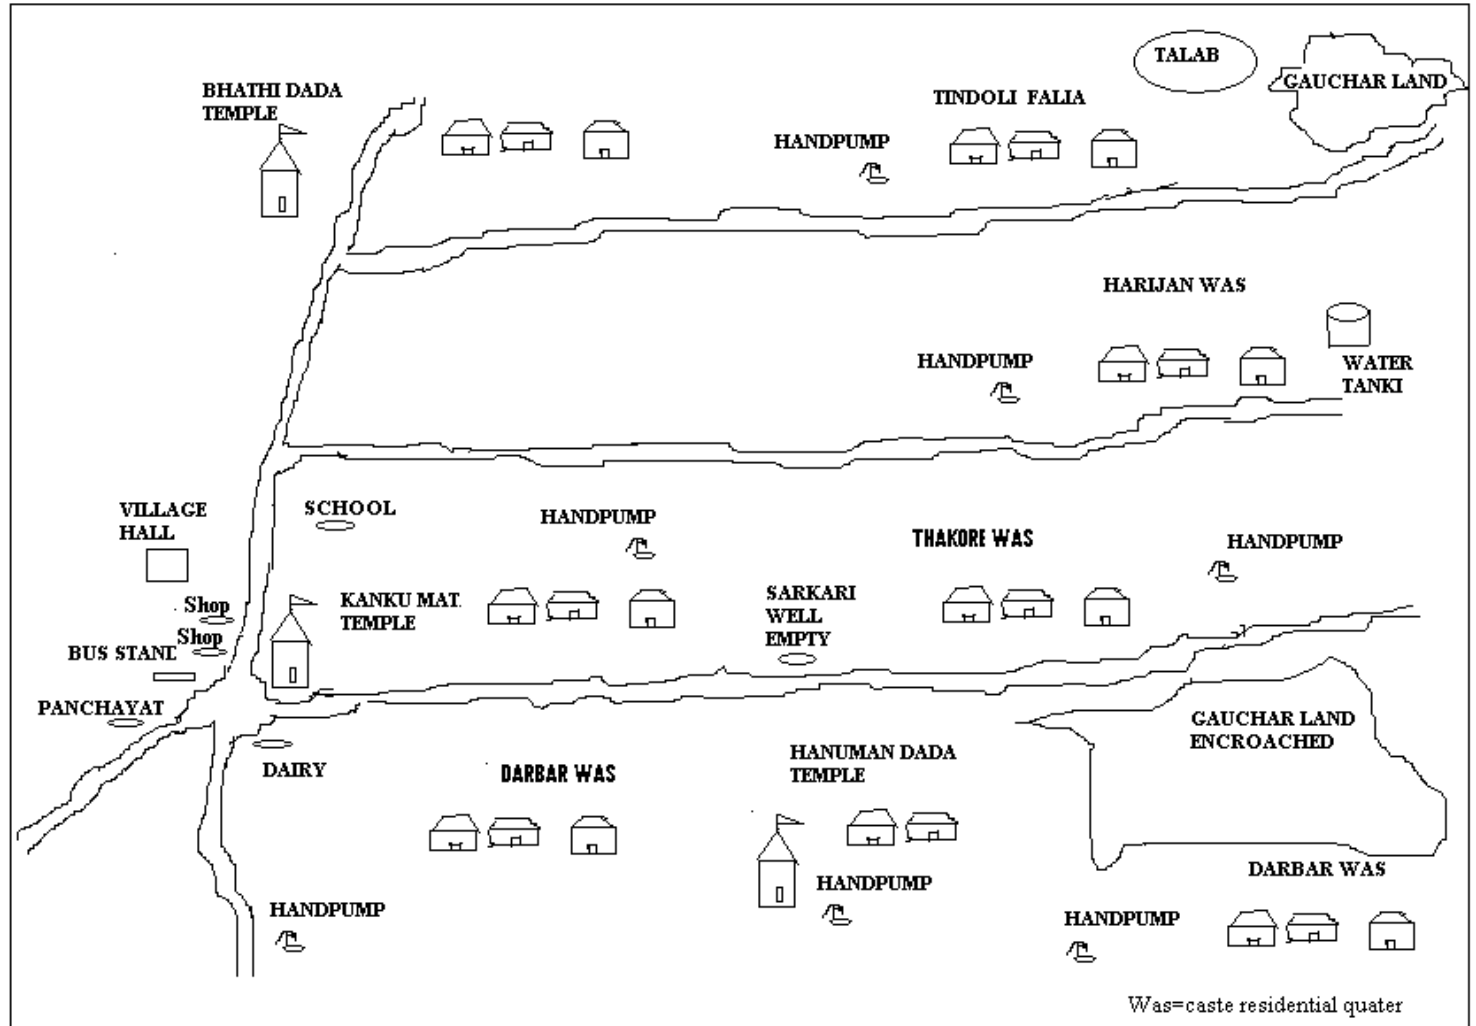 TALAB
GAUCHAR LAND
BHATHI DADA
TEMPLE
TINDOLI FALIA
HANDPUMP
HARIJAN WAS
HANDPUMP
WATER
TANKI
VILLAGE
HALL
SCHOOL
HANDPUMP
THAKORE WAS
HANDPUMP
Shop
KANKU MAT.
TEMPLE
SARKARI
WELL
EMPTY
Shop
BUS STAND
PANCHAYAT
GAUCHAR LAND
ENCROACHED
DAIRY
DARBAR WAS
HANUMAN DADA
TEMPLE
HANDPUMP
DARBAR WAS
HANDPUMP
HANDPUMP
Was=caste residential quater